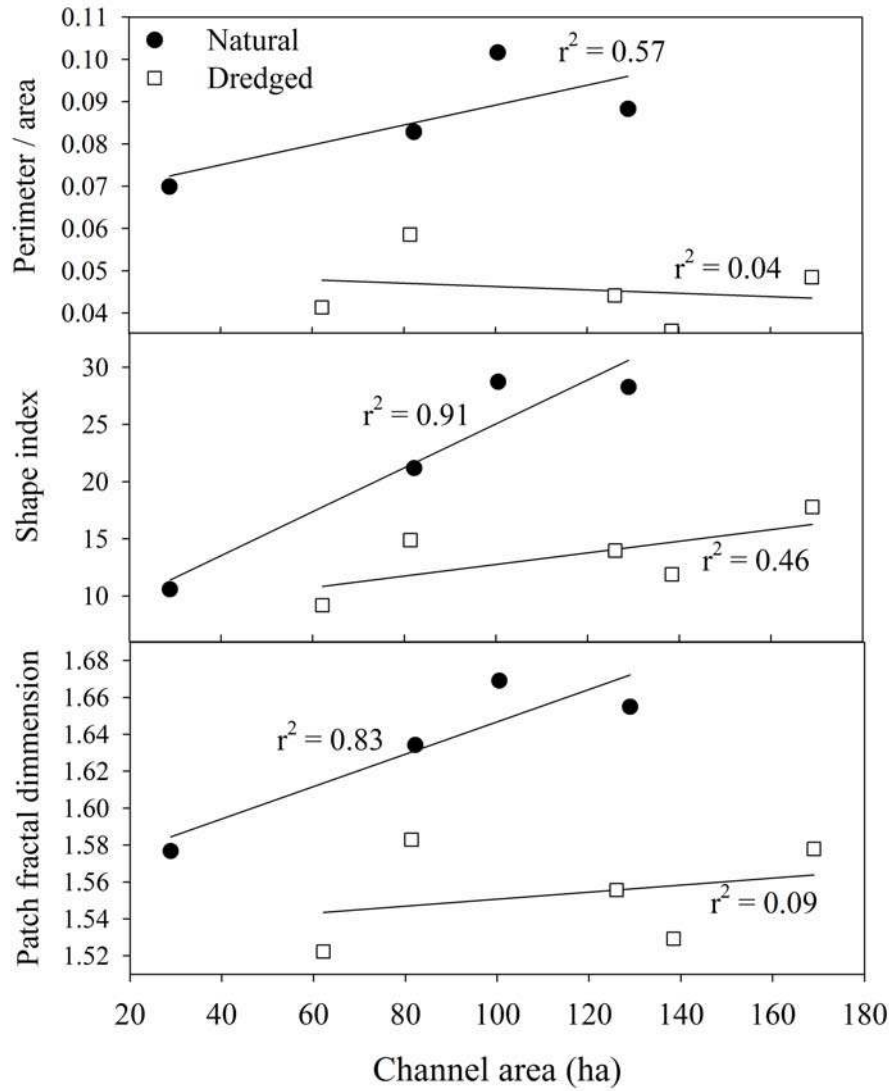 0.11
Natural
Dredged
r² = 0.57
0.10
0.09
0.08
0.07
0.06
0.05
0.04
r² = 0.04
Perimeter / area
30
25
20
15
10
r² = 0.91
r² = 0.46
Shape index
1.68
1.66
1.64
1.62
1.60
1.58
1.56
1.54
1.52
r² = 0.83
r² = 0.09
Patch fractal dimmension
20 40 60 80 100 120 140 160 180
Channel area (ha)